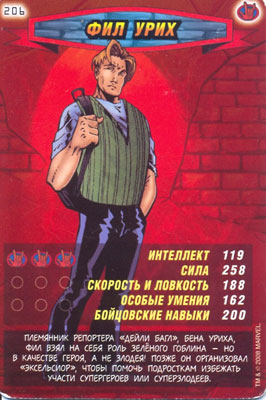 206
ФИЛ УРИХ
ИНТЕЛЛЕКТ 119
СИЛА 258
СКОРОСТЬ И ЛОВКОСТЬ 188
ОСОБЫЕ УМЕНИЯ 162
БОЙЦОВСКИЕ НАВЫКИ 200
ПЛЕМЯННИК РЕПОРТЕРА «ДЕЙЛИ БАГЛ», БЕНА УРИХА,
ФИЛ ВЗЯЛ НА СЕБЯ РОЛЬ ЗЕЛЁНОГО ГОБЛИНА – НО
В КАЧЕСТВЕ ГЕРОЯ, А НЕ ЗЛОДЕЯ! ПОЗЖЕ ОН ОРГАНИЗОВАЛ
«ЭКСЕЛЬСИОР», ЧТОБЫ ПОМОЧЬ ПОДРОСТКАМ ИЗБЕЖАТЬ
УЧАСТИ СУПЕРГЕРОЕВ ИЛИ СУПЕРЗЛОДЕЕВ.
TM & © 2008 MARVEL